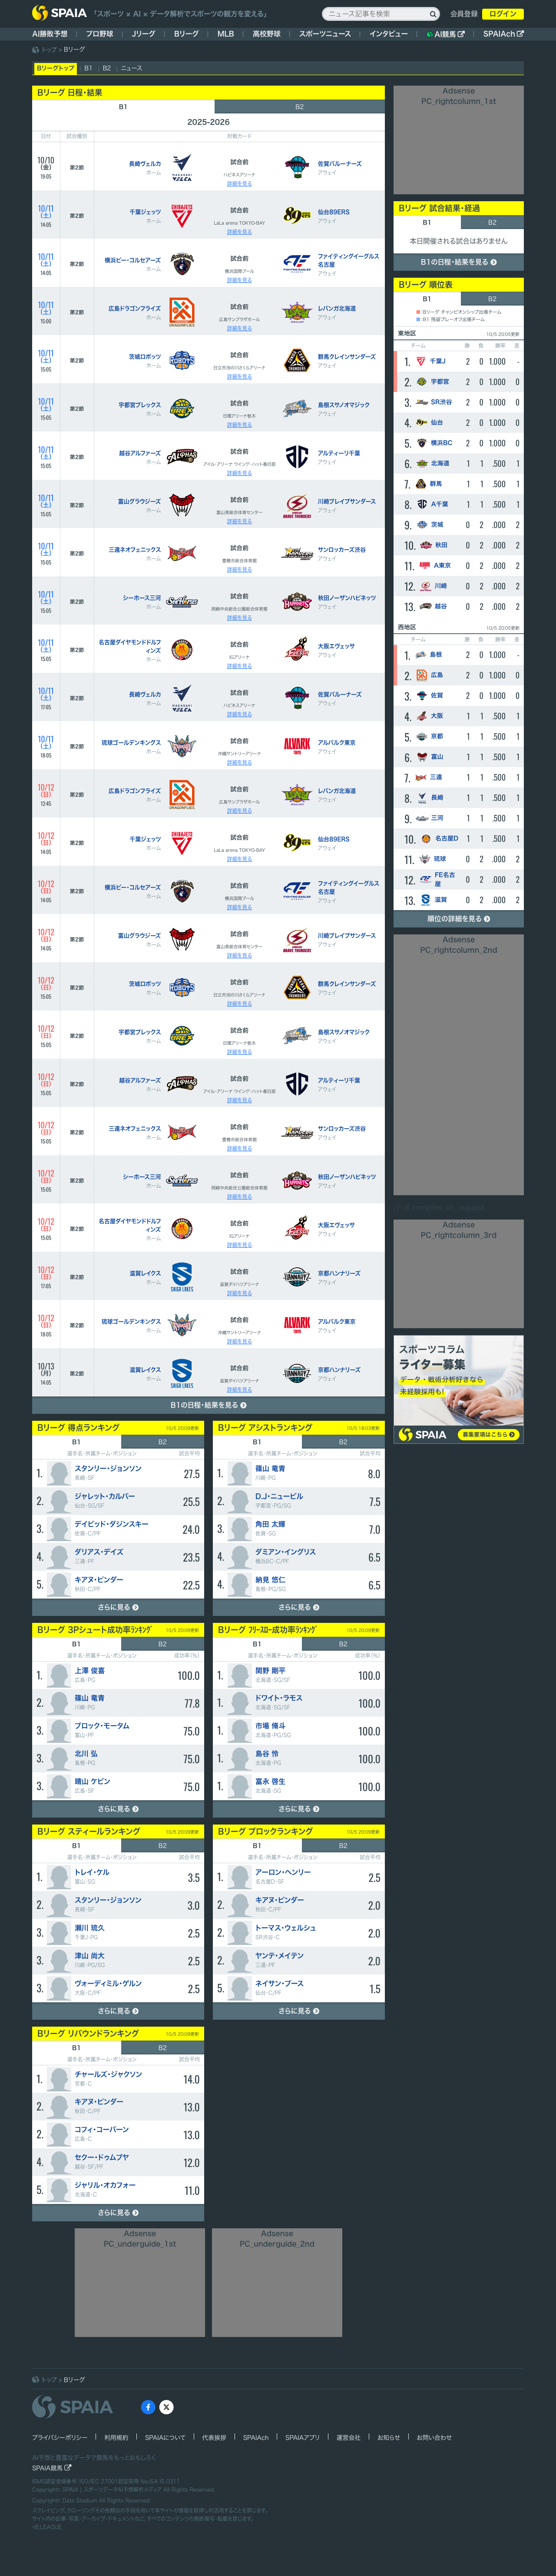 SPAIA
「スポーツ × AI × データ解析でスポーツの観方を変える」
ニュース記事を検索
会員登録
ログイン
AI勝敗予想
プロ野球
Jリーグ
Bリーグ
MLB
高校野球
スポーツニュース
インタビュー
AI競馬
SPAIAch
トップ > Bリーグ
Bリーグトップ
B1
B2
ニュース
Bリーグ 日程・結果
B1 B2
2025-2026
日付 試合種別 対戦カード
10/10 (金) 19:05 第2節 長崎ヴェルカ ホーム 試合前 ハピネスアリーナ 詳細を見る 佐賀バルーナーズ アウェイ
10/11 (土) 14:05 第2節 千葉ジェッツ ホーム 試合前 LaLa arena TOKYO-BAY 詳細を見る 仙台89ERS アウェイ
10/11 (土) 14:05 第2節 横浜ビー・コルセアーズ ホーム 試合前 横浜国際プール 詳細を見る ファイティングイーグルス名古屋 アウェイ
10/11 (土) 15:00 第2節 広島ドラゴンフライズ ホーム 試合前 広島サンプラザホール 詳細を見る レバンガ北海道 アウェイ
10/11 (土) 15:05 第2節 茨城ロボッツ ホーム 試合前 日立市池の川さくらアリーナ 詳細を見る 群馬クレインサンダーズ アウェイ
10/11 (土) 15:05 第2節 宇都宮ブレックス ホーム 試合前 日環アリーナ栃木 詳細を見る 島根スサノオマジック アウェイ
10/11 (土) 15:05 第2節 越谷アルファーズ ホーム 試合前 アイル・アリーナ ウイング・ハット春日部 詳細を見る アルティーリ千葉 アウェイ
10/11 (土) 15:05 第2節 富山グラウジーズ ホーム 試合前 富山県総合体育センター 詳細を見る 川崎ブレイブサンダース アウェイ
10/11 (土) 15:05 第2節 三遠ネオフェニックス ホーム 試合前 豊橋市総合体育館 詳細を見る サンロッカーズ渋谷 アウェイ
10/11 (土) 15:05 第2節 シーホース三河 ホーム 試合前 岡崎中央総合公園総合体育館 詳細を見る 秋田ノーザンハピネッツ アウェイ
10/11 (土) 15:05 第2節 名古屋ダイヤモンドドルフィンズ ホーム 試合前 IGアリーナ 詳細を見る 大阪エヴェッサ アウェイ
10/11 (土) 17:05 第2節 長崎ヴェルカ ホーム 試合前 ハピネスアリーナ 詳細を見る 佐賀バルーナーズ アウェイ
10/11 (土) 18:05 第2節 琉球ゴールデンキングス ホーム 試合前 沖縄サントリーアリーナ 詳細を見る アルバルク東京 アウェイ
10/12 (日) 12:45 第2節 広島ドラゴンフライズ ホーム 試合前 広島サンプラザホール 詳細を見る レバンガ北海道 アウェイ
10/12 (日) 14:05 第2節 千葉ジェッツ ホーム 試合前 LaLa arena TOKYO-BAY 詳細を見る 仙台89ERS アウェイ
10/12 (日) 14:05 第2節 横浜ビー・コルセアーズ ホーム 試合前 横浜国際プール 詳細を見る ファイティングイーグルス名古屋 アウェイ
10/12 (日) 14:05 第2節 富山グラウジーズ ホーム 試合前 富山県総合体育センター 詳細を見る 川崎ブレイブサンダース アウェイ
10/12 (日) 15:05 第2節 茨城ロボッツ ホーム 試合前 日立市池の川さくらアリーナ 詳細を見る 群馬クレインサンダーズ アウェイ
10/12 (日) 15:05 第2節 宇都宮ブレックス ホーム 試合前 日環アリーナ栃木 詳細を見る 島根スサノオマジック アウェイ
10/12 (日) 15:05 第2節 越谷アルファーズ ホーム 試合前 アイル・アリーナ ウイング・ハット春日部 詳細を見る アルティーリ千葉 アウェイ
10/12 (日) 15:05 第2節 三遠ネオフェニックス ホーム 試合前 豊橋市総合体育館 詳細を見る サンロッカーズ渋谷 アウェイ
10/12 (日) 15:05 第2節 シーホース三河 ホーム 試合前 岡崎中央総合公園総合体育館 詳細を見る 秋田ノーザンハピネッツ アウェイ
10/12 (日) 15:05 第2節 名古屋ダイヤモンドドルフィンズ ホーム 試合前 IGアリーナ 詳細を見る 大阪エヴェッサ アウェイ
10/12 (日) 17:05 第2節 滋賀レイクス ホーム 試合前 滋賀ダイハツアリーナ 詳細を見る 京都ハンナリーズ アウェイ
10/12 (日) 18:05 第2節 琉球ゴールデンキングス ホーム 試合前 沖縄サントリーアリーナ 詳細を見る アルバルク東京 アウェイ
10/13 (月) 14:05 第2節 滋賀レイクス ホーム 試合前 滋賀ダイハツアリーナ 詳細を見る 京都ハンナリーズ アウェイ
B1の日程・結果を見る
Bリーグ 得点ランキング 10/5 20:09更新
B1 B2
選手名・所属チーム・ポジション 試合平均
1. スタンリー・ジョンソン 長崎・SF 27.5
2. ジャレット・カルバー 仙台・SG/SF 25.5
3. デイビッド・ダジンスキー 佐賀・C/PF 24.0
4. ダリアス・デイズ 三遠・PF 23.5
5. キアヌ・ピンダー 秋田・C/PF 22.5
さらに見る
Bリーグ アシストランキング 10/5 18:03更新
B1 B2
選手名・所属チーム・ポジション 試合平均
1. 篠山 竜青 川崎・PG 8.0
2. D.J・ニュービル 宇都宮・PG/SG 7.5
3. 角田 太輝 佐賀・SG 7.0
4. ダミアン・イングリス 横浜BC・C/PF 6.5
4. 納見 悠仁 島根・PG/SG 6.5
さらに見る
Bリーグ 3Pシュート成功率ﾗﾝｷﾝｸﾞ 10/5 20:09更新
B1 B2
選手名・所属チーム・ポジション 成功率(%)
1. 上澤 俊喜 広島・PG 100.0
2. 篠山 竜青 川崎・PG 77.8
3. ブロック・モータム 富山・PF 75.0
3. 北川 弘 島根・PG 75.0
3. 晴山 ケビン 広島・SF 75.0
さらに見る
Bリーグ ﾌﾘｰｽﾛｰ成功率ﾗﾝｷﾝｸﾞ 10/5 20:09更新
B1 B2
選手名・所属チーム・ポジション 成功率(%)
1. 関野 剛平 北海道・SG/SF 100.0
1. ドワイト・ラモス 北海道・SG/SF 100.0
1. 市場 脩斗 北海道・PG/SG 100.0
1. 島谷 怜 北海道・PG 100.0
1. 富永 啓生 北海道・SG 100.0
さらに見る
Bリーグ スティールランキング 10/5 20:09更新
B1 B2
選手名・所属チーム・ポジション 試合平均
1. トレイ・ケル 富山・SG 3.5
2. スタンリー・ジョンソン 長崎・SF 3.0
3. 瀬川 琉久 千葉J・PG 2.5
3. 津山 尚大 川崎・PG/SG 2.5
3. ヴォーディミル・ゲルン 大阪・C/PF 2.5
さらに見る
Bリーグ ブロックランキング 10/5 20:09更新
B1 B2
選手名・所属チーム・ポジション 試合平均
1. アーロン・ヘンリー 名古屋D・SF 2.5
2. キアヌ・ピンダー 秋田・C/PF 2.0
2. トーマス・ウェルシュ SR渋谷・C 2.0
2. ヤンテ・メイテン 三遠・PF 2.0
5. ネイサン・ブース 仙台・C/PF 1.5
さらに見る
Bリーグ リバウンドランキング 10/5 20:09更新
B1 B2
選手名・所属チーム・ポジション 試合平均
1. チャールズ・ジャクソン 京都・C 14.0
2. キアヌ・ピンダー 秋田・C/PF 13.0
2. コフィ・コーバーン 広島・C 13.0
4. セクー・ドゥムブヤ 越谷・SF/PF 12.0
5. ジャリル・オカフォー 北海道・C 11.0
さらに見る
Adsense
PC_underguide_1st
Adsense
PC_underguide_2nd
Adsense
PC_rightcolumn_1st
Bリーグ 試合結果・経過
B1 B2
本日開催される試合はありません
B1の日程・結果を見る
Bリーグ 順位表
B1 B2
:Bリーグ チャンピオンシップ出場チーム
:B1 残留プレーオフ出場チーム
東地区 10/5 20:05更新
チーム 勝 負 勝率 差
1. 千葉J 2 0 1.000 -
2. 宇都宮 2 0 1.000 0
3. SR渋谷 2 0 1.000 0
4. 仙台 2 0 1.000 0
5. 横浜BC 2 0 1.000 0
6. 北海道 1 1 .500 1
7. 群馬 1 1 .500 1
8. A千葉 1 1 .500 1
9. 茨城 0 2 .000 2
10. 秋田 0 2 .000 2
11. A東京 0 2 .000 2
12. 川崎 0 2 .000 2
13. 越谷 0 2 .000 2
西地区 10/5 20:05更新
チーム 勝 負 勝率 差
1. 島根 2 0 1.000 -
2. 広島 2 0 1.000 0
3. 佐賀 2 0 1.000 0
4. 大阪 1 1 .500 1
5. 京都 1 1 .500 1
6. 富山 1 1 .500 1
7. 三遠 1 1 .500 1
8. 長崎 1 1 .500 1
9. 三河 1 1 .500 1
10. 名古屋D 1 1 .500 1
11. 琉球 0 2 .000 2
12. FE名古屋 0 2 .000 2
13. 滋賀 0 2 .000 2
順位の詳細を見る
Adsense
PC_rightcolumn_2nd
Adsense
PC_rightcolumn_3rd
スポーツコラム
ライター募集
データ・戦術分析好きなら
未経験採用も!
SPAIA
募集要項はこちら
トップ > Bリーグ
SPAIA
プライバシーポリシー
利用規約
SPAIAについて
代表挨拶
SPAIAch
SPAIAアプリ
運営会社
お知らせ
お問い合わせ
AI予想と豊富なデータで競馬をもっとおもしろく
SPAIA競馬